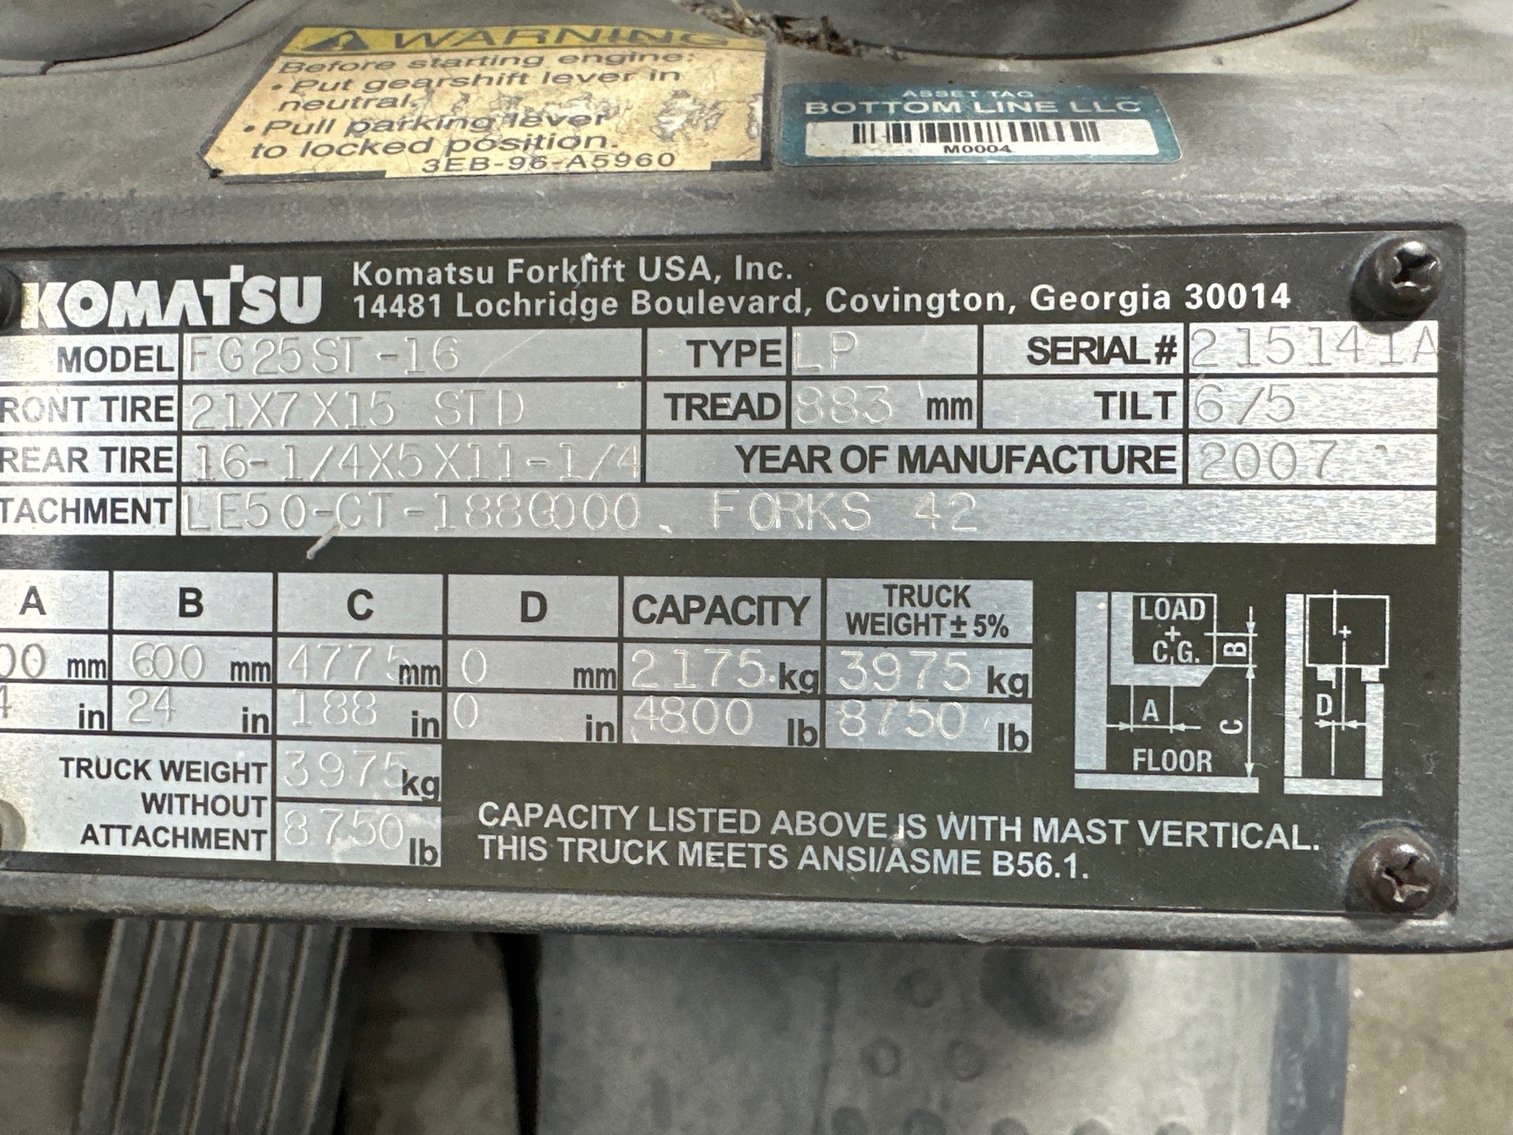 WARNING
Before starting engine:
• Put gearshift lever in
neutral.
• Pull parking lever
to locked position.
3EB-96-A5960
ASSET TAG
BOTTOM LINE LLC
M0004
KOMATSU
Komatsu Forklift USA, Inc.
14481 Lochridge Boulevard, Covington, Georgia 30014
MODEL FG25ST-16 TYPE LP SERIAL# 215141A
RONT TIRE 21X7X15 STD TREAD 883 mm TILT 6/5
REAR TIRE 16-1/4X5X11-1/4 YEAR OF MANUFACTURE 2007
TACHMENT FORKS 42
A B C D CAPACITY TRUCK WEIGHT ± 5%
00 mm 600 mm 4775 mm 0 mm 2175 kg 3975 kg
4 in 24 in 188 in 0 in 4800 lb 8750 lb
TRUCK WEIGHT
WITHOUT
ATTACHMENT
3975 kg
8750 lb
CAPACITY LISTED ABOVE IS WITH MAST VERTICAL.
THIS TRUCK MEETS ANSI/ASME B56.1.
LOAD
C.G.
B
A
C
FLOOR
D